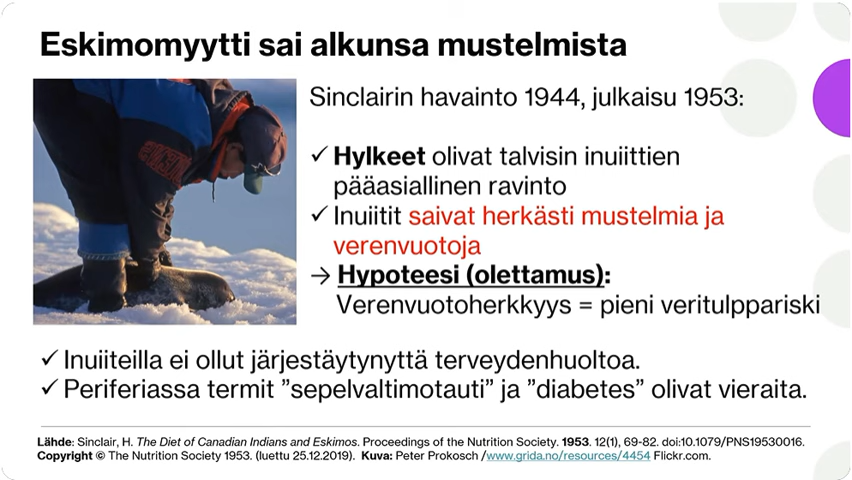 Eskimomyytti sai alkunsa mustelmista
Sinclairin havainto 1944, julkaisu 1953:
✓ Hylkeet olivat talvisin inuiittien
pääasiallinen ravinto
✓ Inuiitit saivat herkästi mustelmia ja
verenvuotoja
→ Hypoteesi (olettamus):
Verenvuotoherkkyys = pieni veritulppariski
✓ Inuiiteilla ei ollut järjestäytynyttä terveydenhuoltoa.
✓ Periferiassa termit ”sepelvaltimotauti” ja ”diabetes” olivat vieraita.
Lähde: Sinclair, H. The Diet of Canadian Indians and Eskimos. Proceedings of the Nutrition Society. 1953. 12(1), 69-82. doi:10.1079/PNS19530016.
Copyright © The Nutrition Society 1953. (luettu 25.12.2019). Kuva: Peter Prokosch /www.grida.no/resources/4454 Flickr.com.